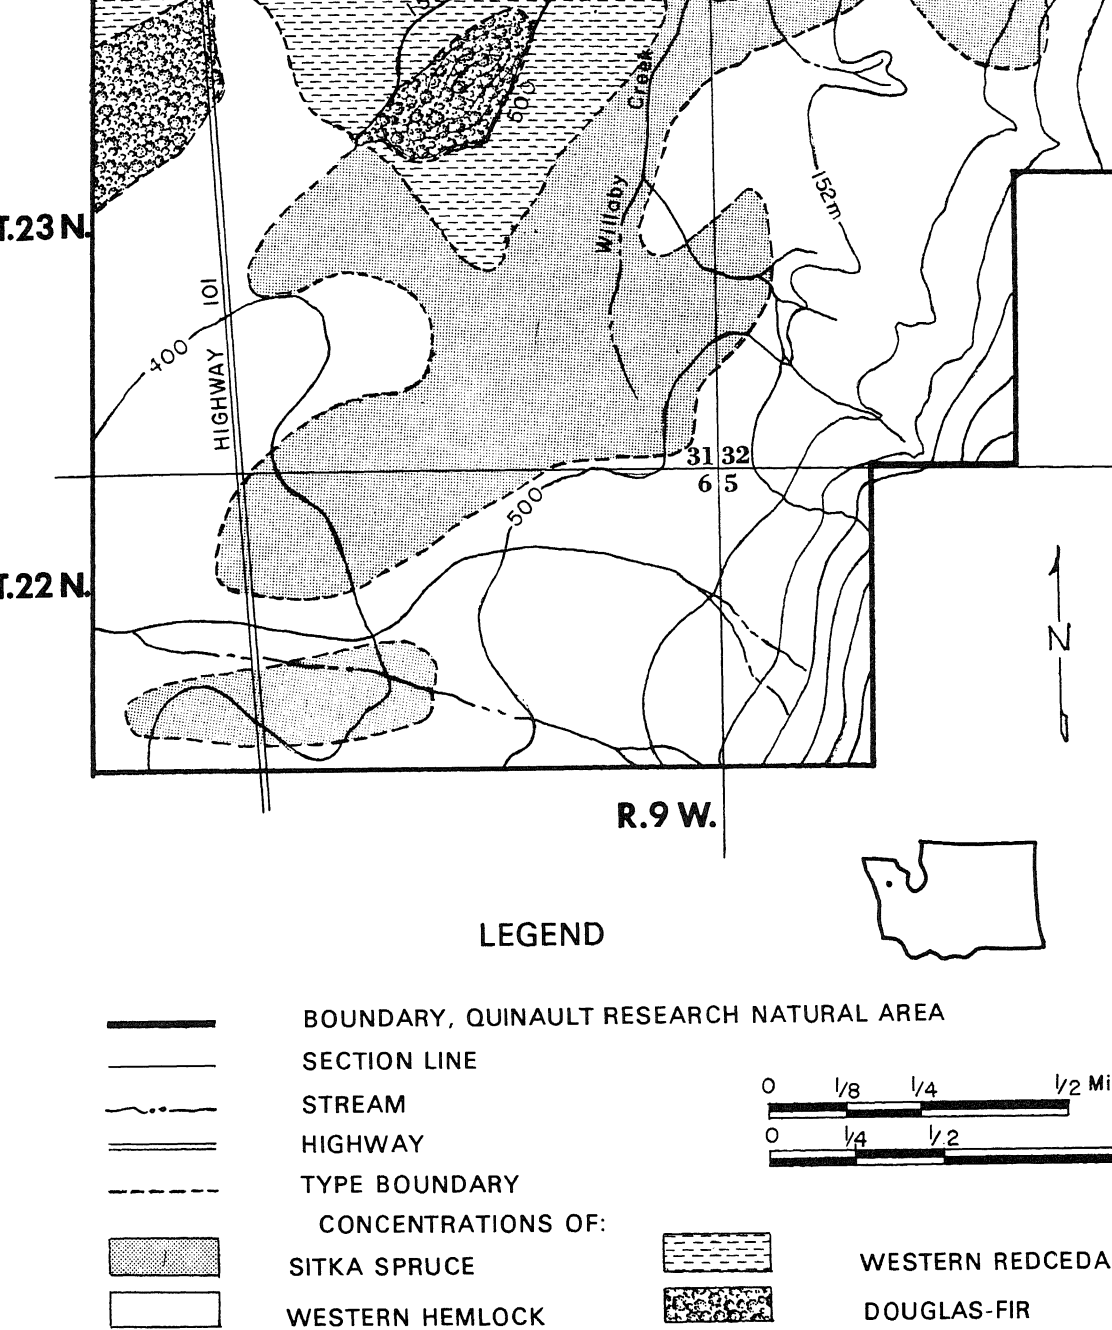 500
Creek
152m
T.23 N.
Willaby
HIGHWAY 101
400
31 32
6 5
500
T.22 N.
N
R.9 W.
LEGEND
BOUNDARY, QUINAULT RESEARCH NATURAL AREA
SECTION LINE
0 1/8 1/4 1/2 Mi
STREAM
0 1/4 1/2
HIGHWAY
TYPE BOUNDARY
CONCENTRATIONS OF:
SITKA SPRUCE
WESTERN REDCEDA
WESTERN HEMLOCK
DOUGLAS-FIR